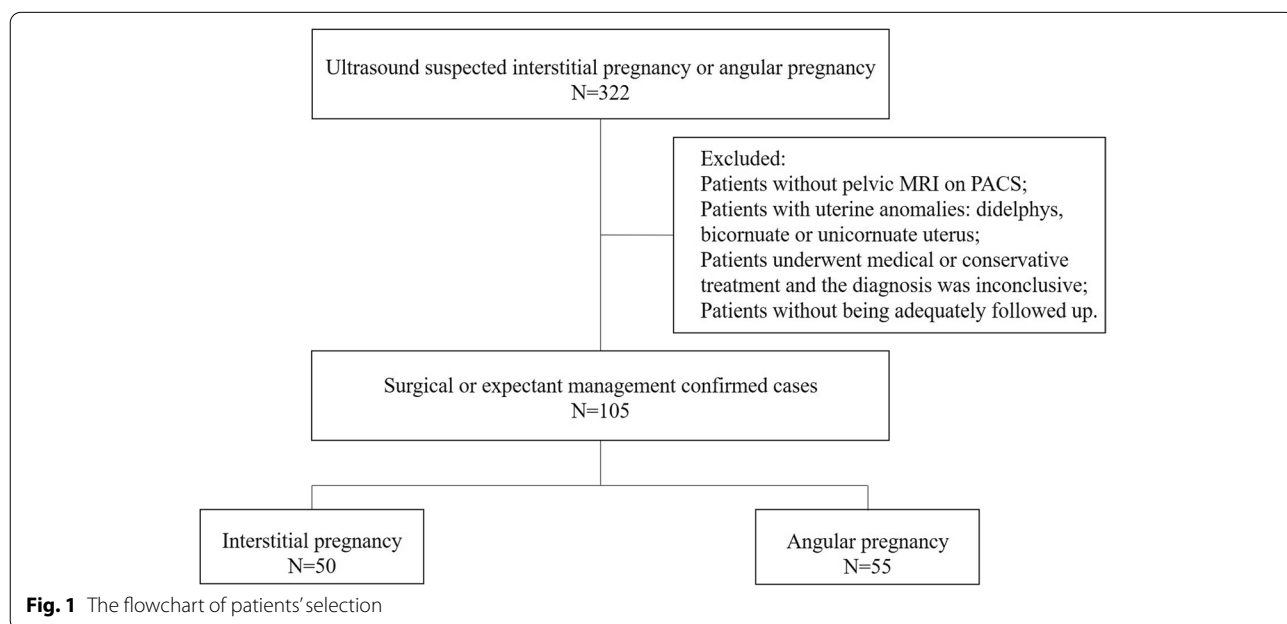 Ultrasound suspected interstitial pregnancy or angular pregnancy
N=322
Excluded:
Patients without pelvic MRI on PACS;
Patients with uterine anomalies: didelphys,
bicornuate or unicornuate uterus;
Patients underwent medical or conservative
treatment and the diagnosis was inconclusive;
Patients without being adequately followed up.
Surgical or expectant management confirmed cases
N=105
Interstitial pregnancy
N=50
Angular pregnancy
N=55
Fig. 1 The flowchart of patients' selection